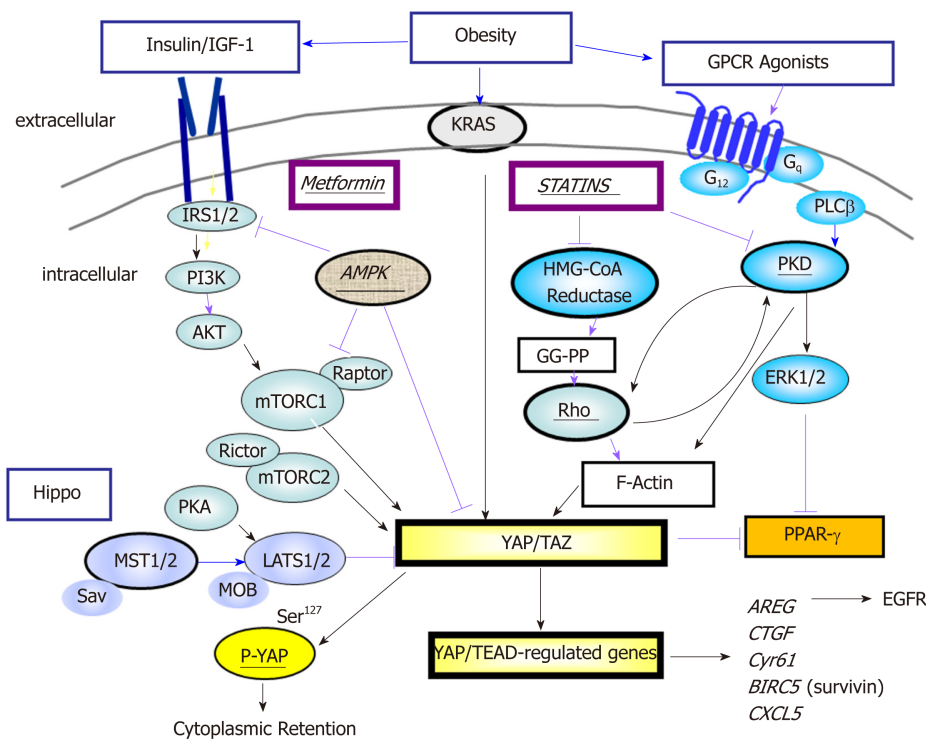 Insulin/IGF-1
Obesity
GPCR Agonists
extracellular
KRAS
Metformin
STATINS
G12
Gq
PLCβ
IRS1/2
intracellular
PI3K
AMPK
HMG-CoA
Reductase
PKD
AKT
GG-PP
Raptor
ERK1/2
mTORC1
Rho
Rictor
mTORC2
F-Actin
Hippo
PKA
YAP/TAZ
PPAR-γ
MST1/2
LATS1/2
Sav
MOB
Ser127
AREG
EGFR
CTGF
P-YAP
YAP/TEAD-regulated genes
Cyr61
BIRC5 (survivin)
CXCL5
Cytoplasmic Retention